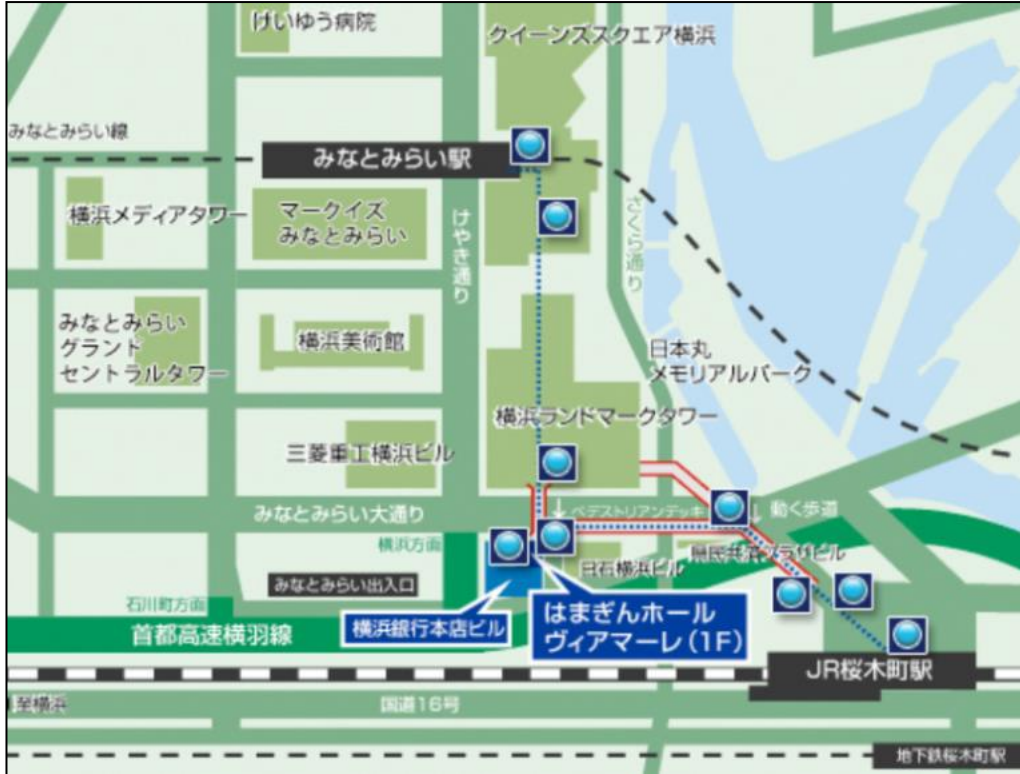 けいゆう病院
クイーンズスクエア横浜
みなとみらい線
みなとみらい駅
横浜メディアタワー
マークイズ
みなとみらい
けやき通り
さくら通り
みなとみらい
グランド
セントラルタワー
横浜美術館
日本丸
メモリアルパーク
横浜ランドマークタワー
三菱重工横浜ビル
みなとみらい大通り
↓ペデストリアンデッキ
↓動く歩道
横浜方面
日石横浜ビル
県民共済プラザビル
みなとみらい出入口
石川町方面
首都高速横羽線
横浜銀行本店ビル
はまぎんホール
ヴィアマーレ(1F)
JR桜木町駅
至横浜
国道16号
地下鉄桜木町駅